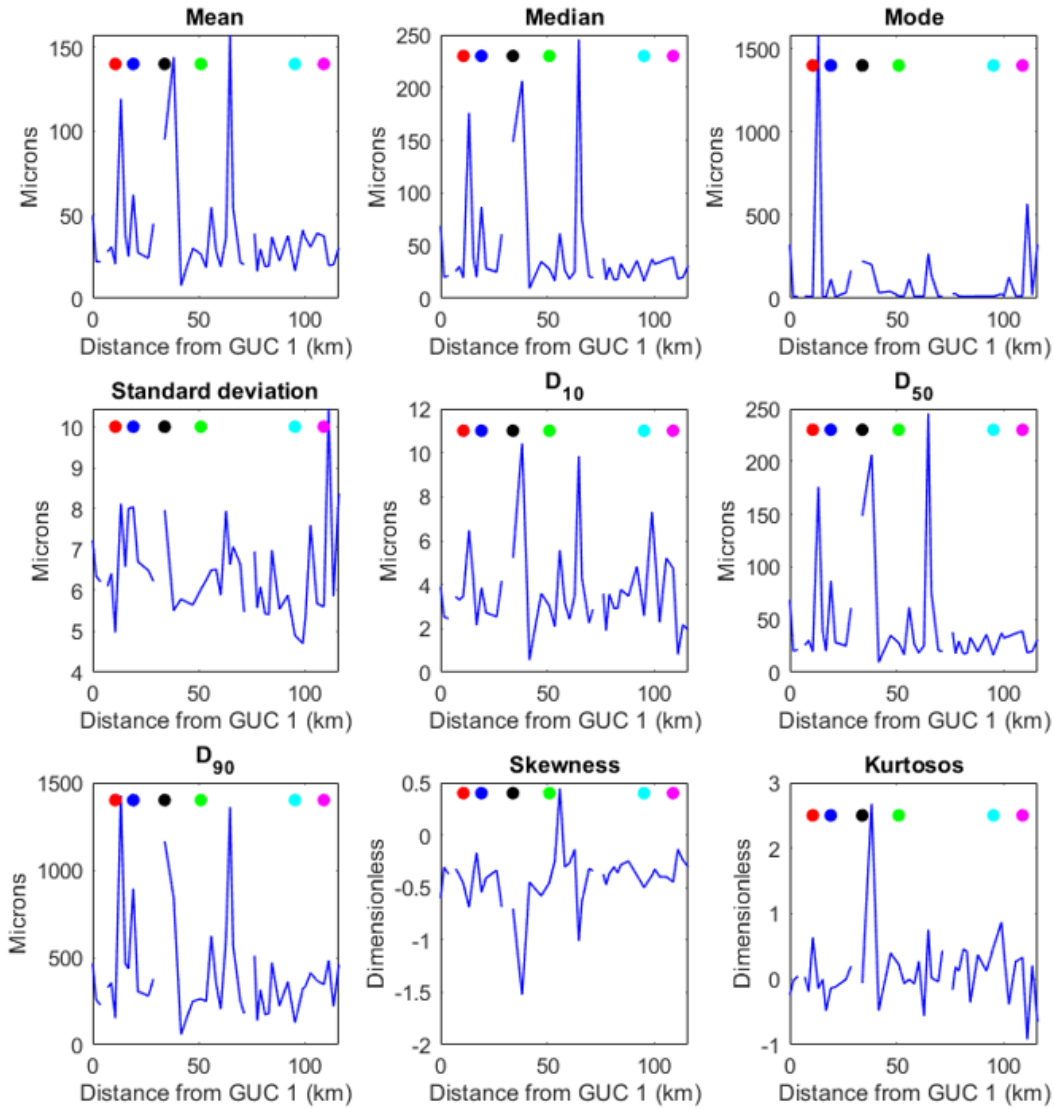 Mean
Median
Mode
150
100
50
0
Microns
0 50 100
Distance from GUC 1 (km)
250
200
150
100
50
0
Microns
0 50 100
Distance from GUC 1 (km)
1500
1000
500
0
Microns
0 50 100
Distance from GUC 1 (km)
Standard deviation
D10
D50
10
9
8
7
6
5
4
Microns
0 50 100
Distance from GUC 1 (km)
12
10
8
6
4
2
0
Microns
0 50 100
Distance from GUC 1 (km)
250
200
150
100
50
0
Microns
0 50 100
Distance from GUC 1 (km)
D90
Skewness
Kurtosos
1500
1000
500
0
Microns
0 50 100
Distance from GUC 1 (km)
0.5
0
-0.5
-1
-1.5
-2
Dimensionless
0 50 100
Distance from GUC 1 (km)
3
2
1
0
-1
Dimensionless
0 50 100
Distance from GUC 1 (km)